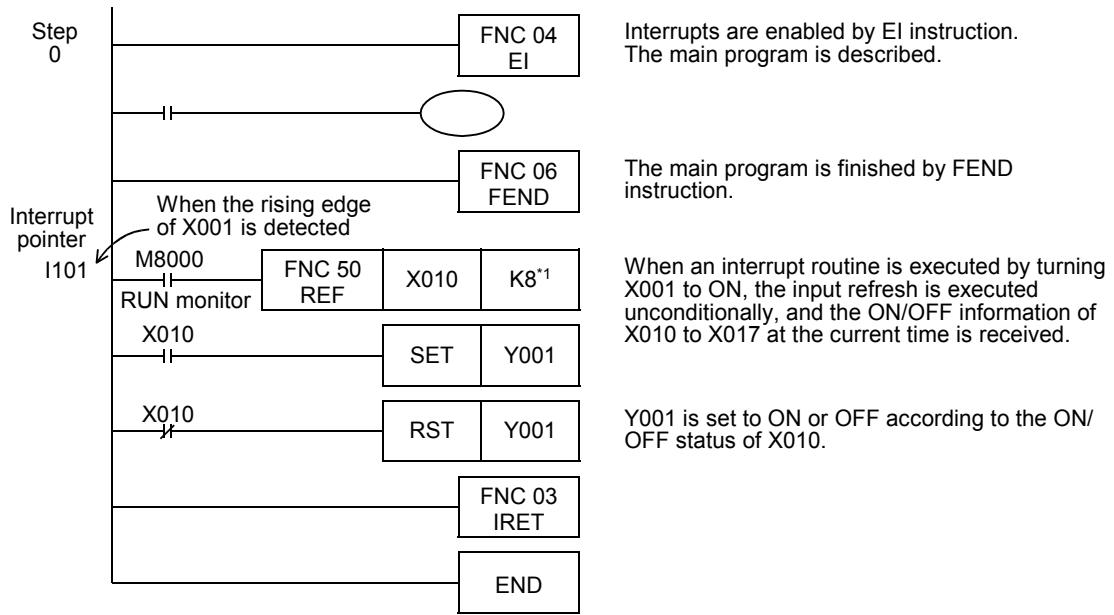 Step
0
FNC 04
EI
Interrupts are enabled by EI instruction.
The main program is described.
FNC 06
FEND
The main program is finished by FEND
instruction.
Interrupt
pointer
I101
When the rising edge
of X001 is detected
M8000
RUN monitor
FNC 50
REF
X010
K8*1
When an interrupt routine is executed by turning
X001 to ON, the input refresh is executed
unconditionally, and the ON/OFF information of
X010 to X017 at the current time is received.
X010
SET
Y001
X010
RST
Y001
Y001 is set to ON or OFF according to the ON/
OFF status of X010.
FNC 03
IRET
END